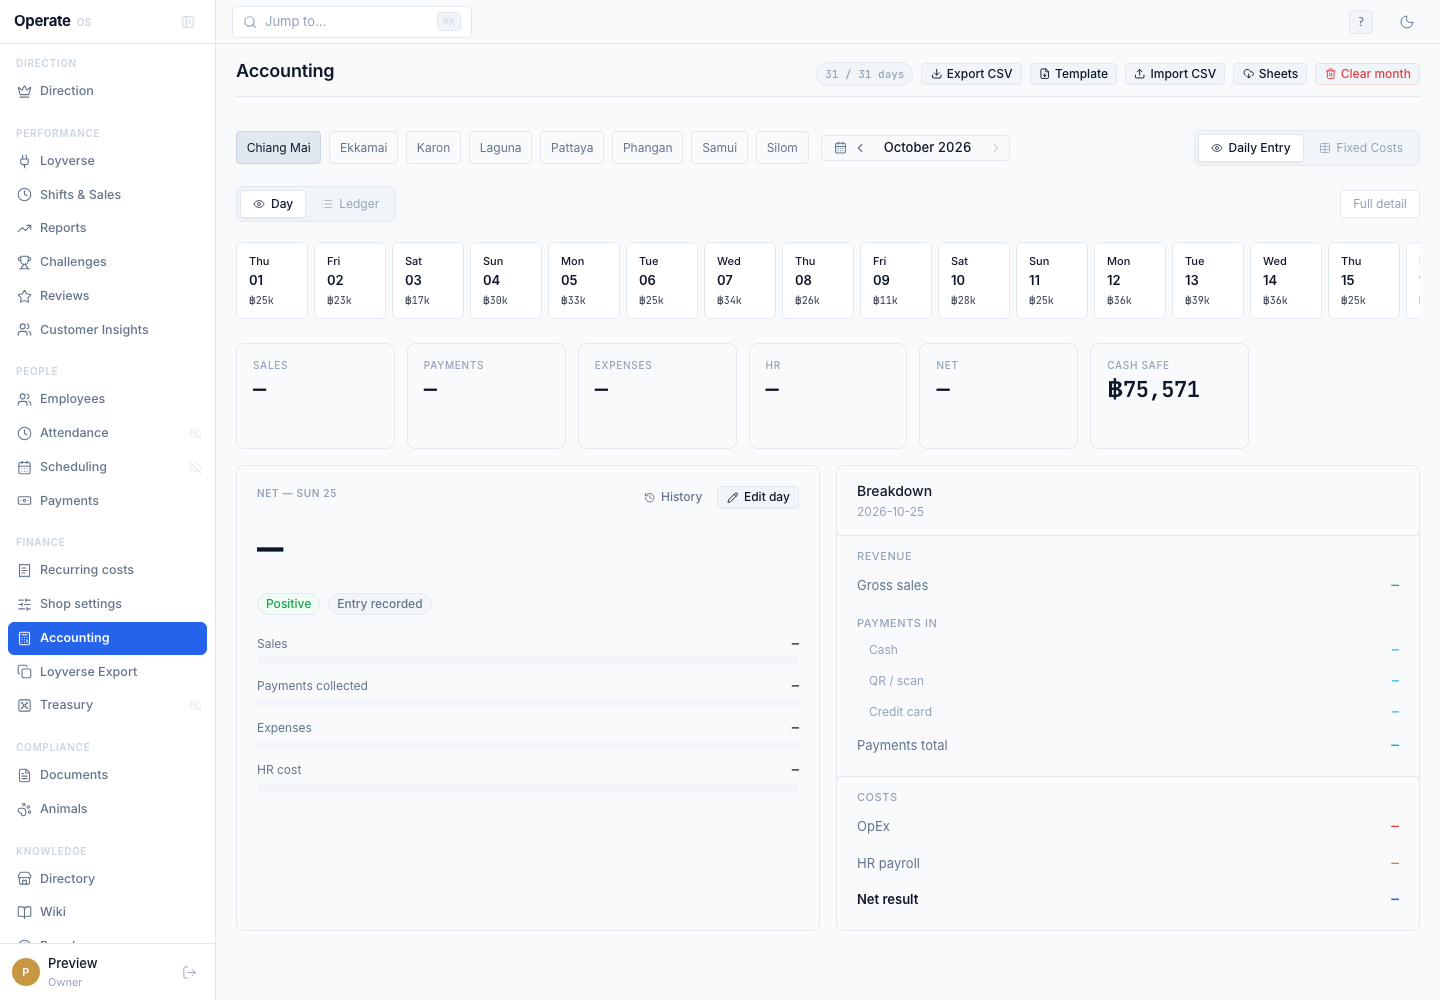 Operate OS
Jump to...
⌘K
?
DIRECTION
Direction
PERFORMANCE
Loyverse
Shifts & Sales
Reports
Challenges
Reviews
Customer Insights
PEOPLE
Employees
Attendance
Scheduling
Payments
FINANCE
Recurring costs
Shop settings
Accounting
Loyverse Export
Treasury
COMPLIANCE
Documents
Animals
KNOWLEDGE
Directory
Wiki
P
Preview
Owner
Accounting
31 / 31 days
Export CSV
Template
Import CSV
Sheets
Clear month
Chiang Mai
Ekkamai
Karon
Laguna
Pattaya
Phangan
Samui
Silom
October 2026
Daily Entry
Fixed Costs
Day
Ledger
Full detail
Thu
01
฿25k
Fri
02
฿23k
Sat
03
฿17k
Sun
04
฿30k
Mon
05
฿33k
Tue
06
฿25k
Wed
07
฿34k
Thu
08
฿26k
Fri
09
฿11k
Sat
10
฿28k
Sun
11
฿25k
Mon
12
฿36k
Tue
13
฿39k
Wed
14
฿36k
Thu
15
฿25k
SALES
—
PAYMENTS
—
EXPENSES
—
HR
—
NET
—
CASH SAFE
฿75,571
NET — SUN 25
History
Edit day
—
Positive
Entry recorded
Sales —
Payments collected —
Expenses —
HR cost —
Breakdown
2026-10-25
REVENUE
Gross sales —
PAYMENTS IN
Cash —
QR / scan —
Credit card —
Payments total —
COSTS
OpEx —
HR payroll —
Net result —